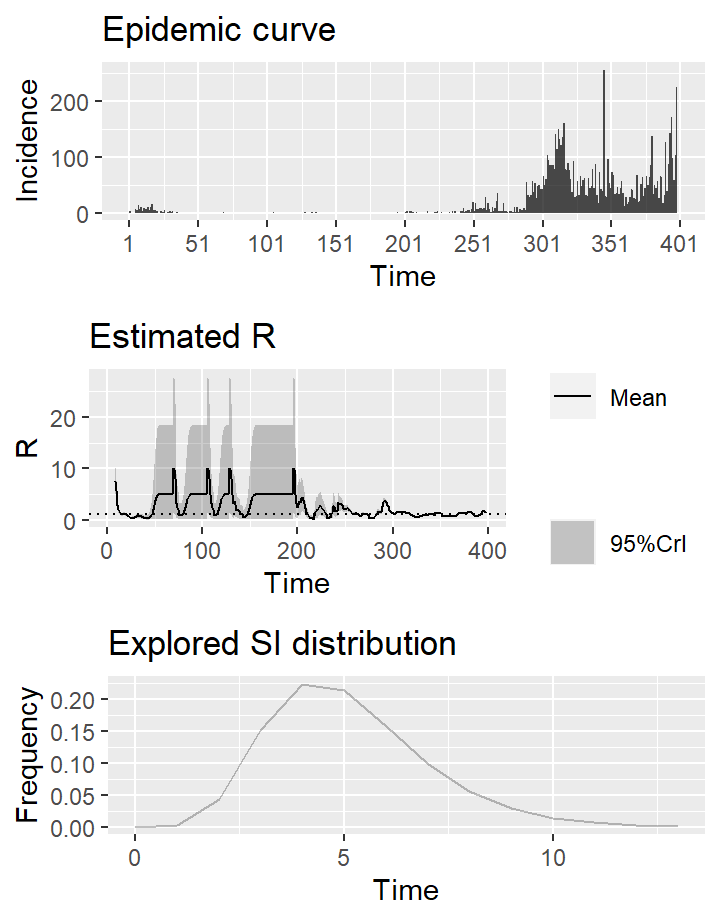 Epidemic curve
Incidence
200
100
0
1 51 101 151 201 251 301 351 401
Time
Estimated R
R
20
10
0
0 100 200 300 400
Time
Mean
95%CrI
Explored SI distribution
Frequency
0.20
0.15
0.10
0.05
0.00
0 5 10
Time